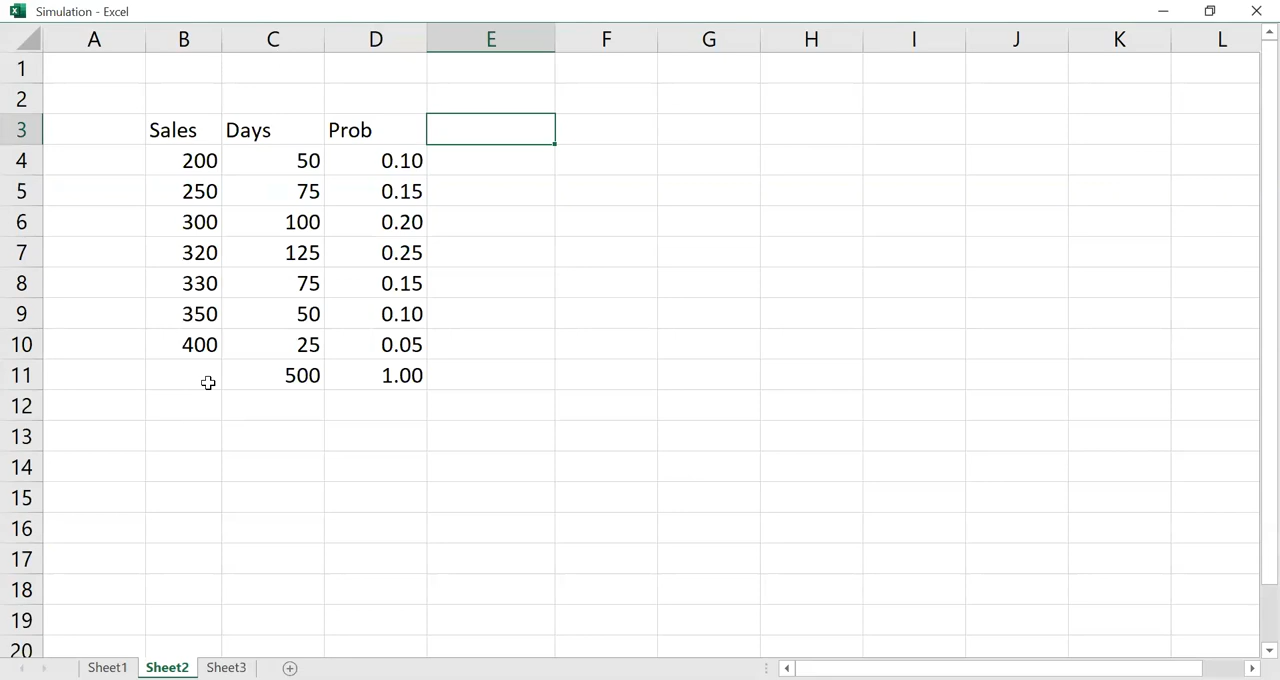 Simulation - Excel
A B C D E F G H I J K L
1
2
3 Sales Days Prob
4 200 50 0.10
5 250 75 0.15
6 300 100 0.20
7 320 125 0.25
8 330 75 0.15
9 350 50 0.10
10 400 25 0.05
11 500 1.00
12
13
14
15
16
17
18
19
20
Sheet1 Sheet2 Sheet3